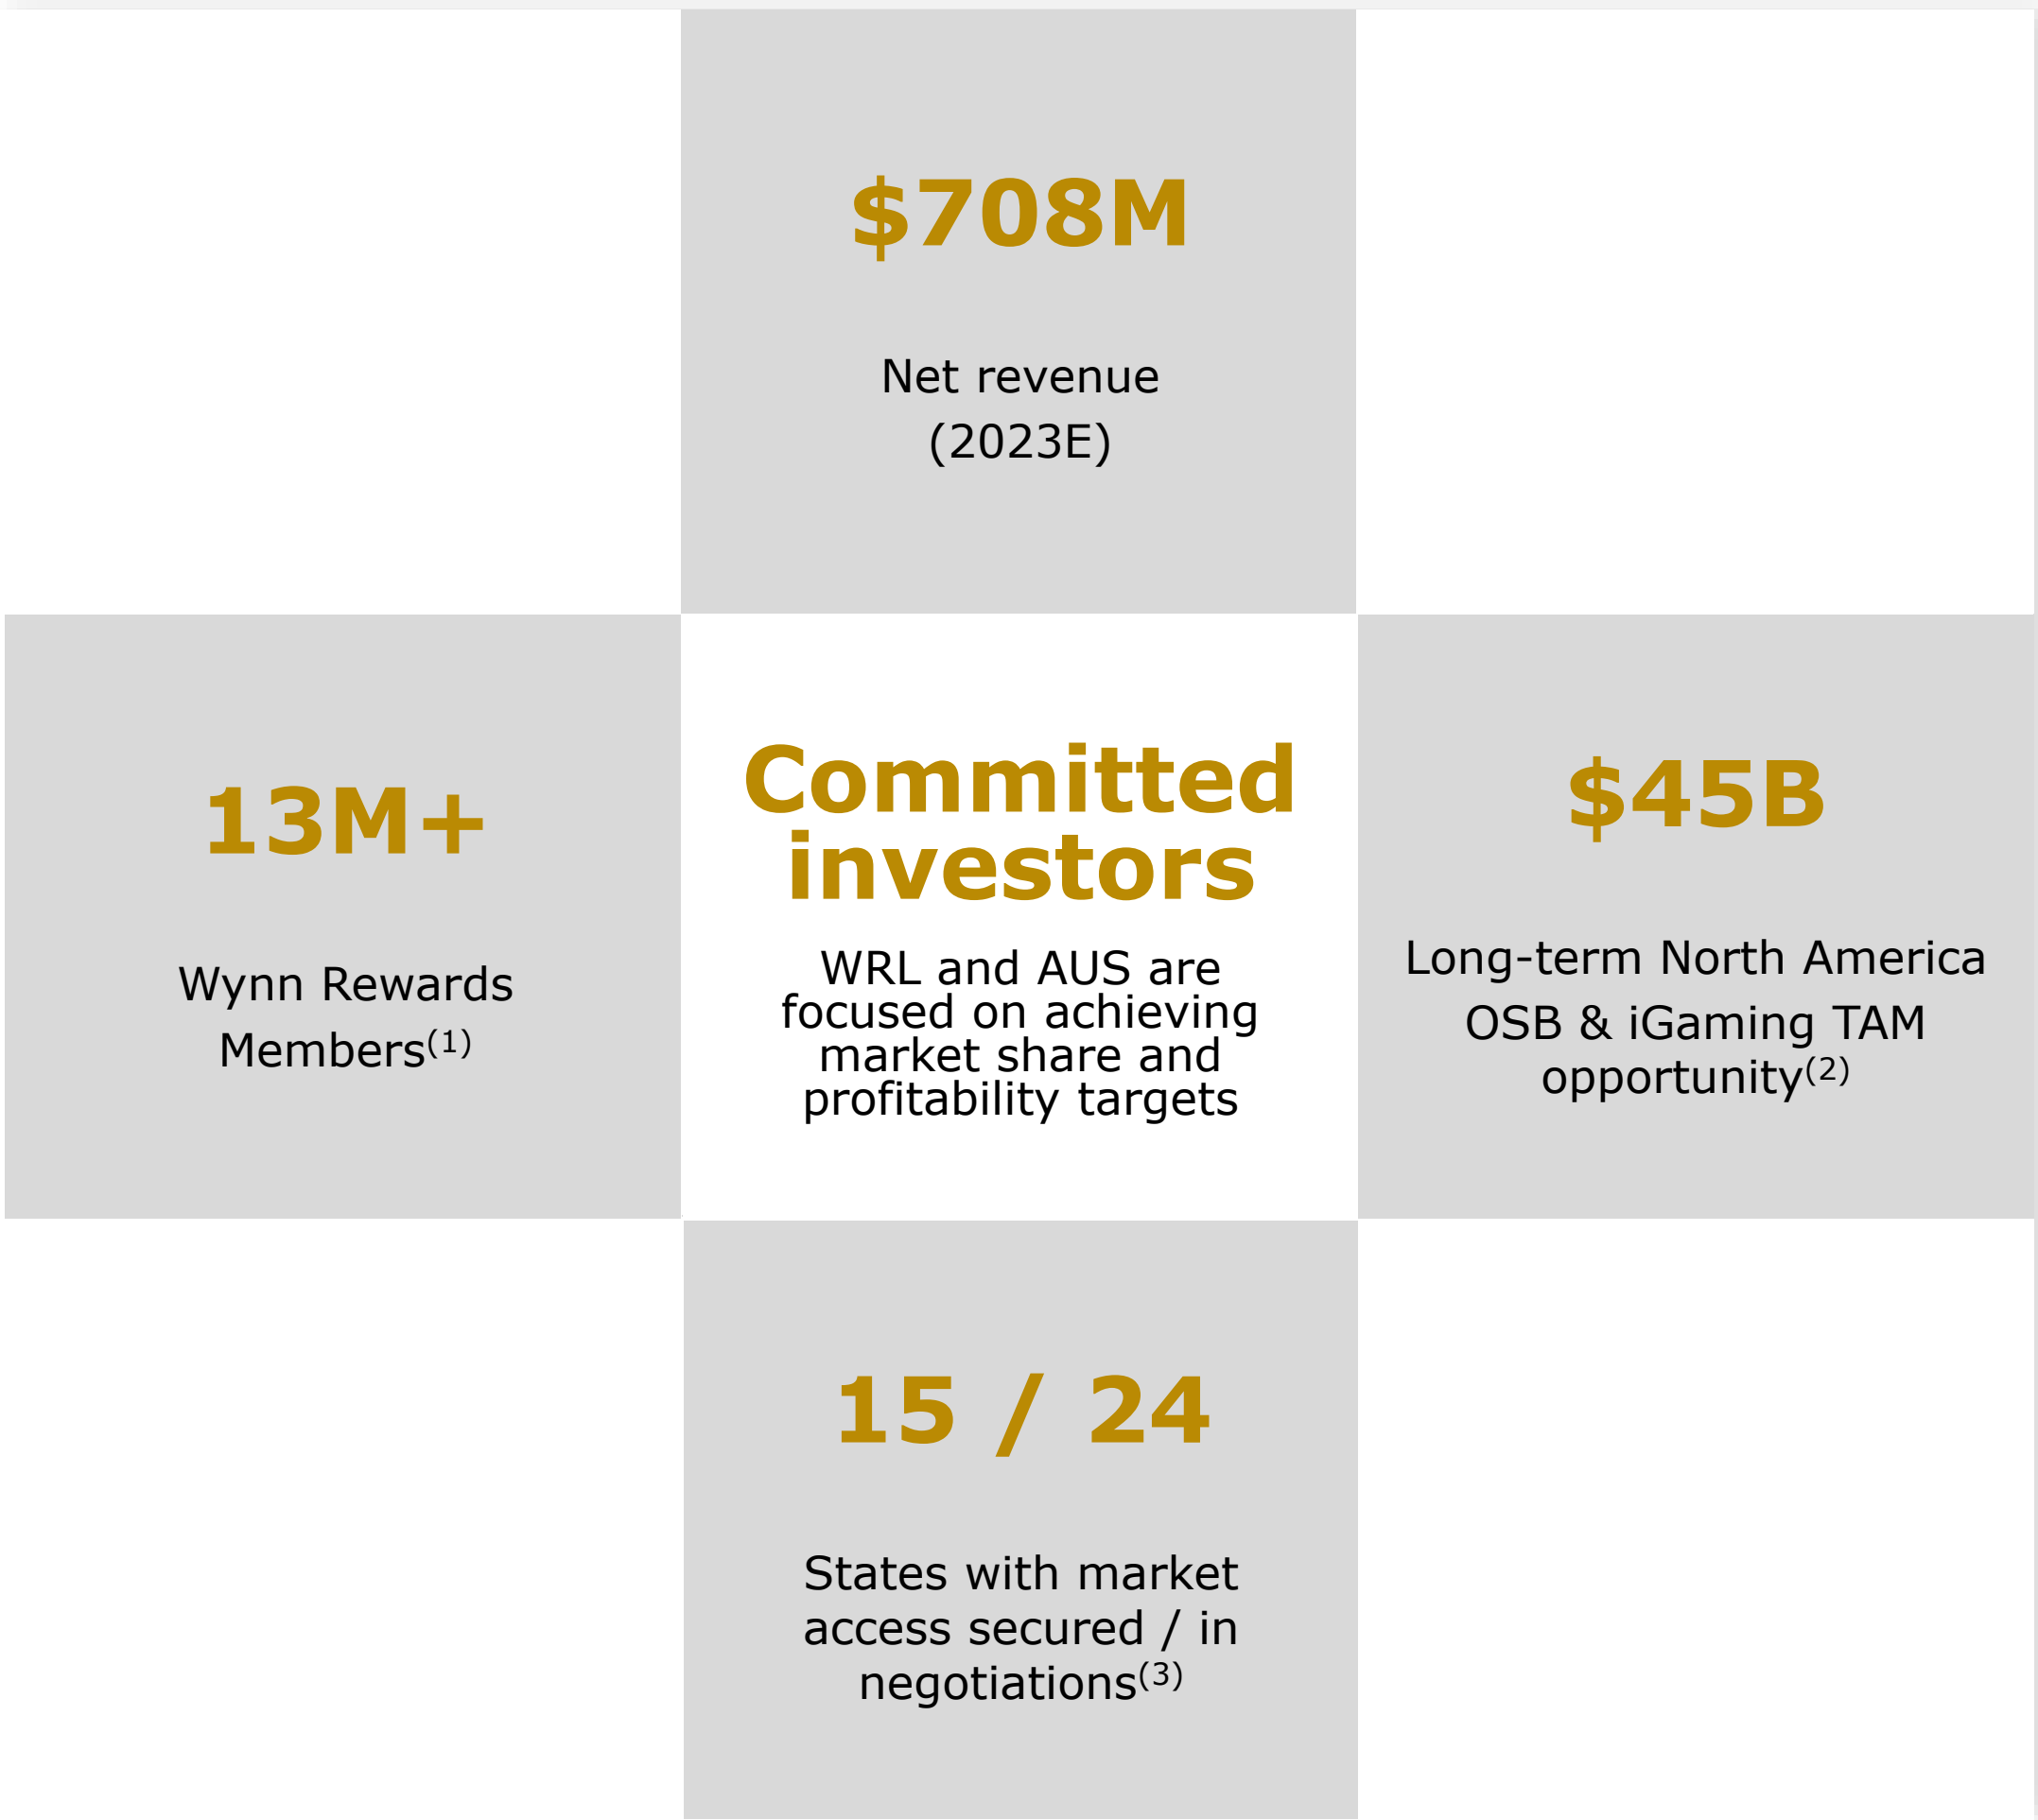 $708M
Net revenue
(2023E)
13M+
Wynn Rewards
Members(1)
Committed
investors
WRL and AUS are
focused on achieving
market share and
profitability targets
$45B
Long-term North America
OSB & iGaming TAM
opportunity(2)
15 / 24
States with market
access secured / in
negotiations(3)